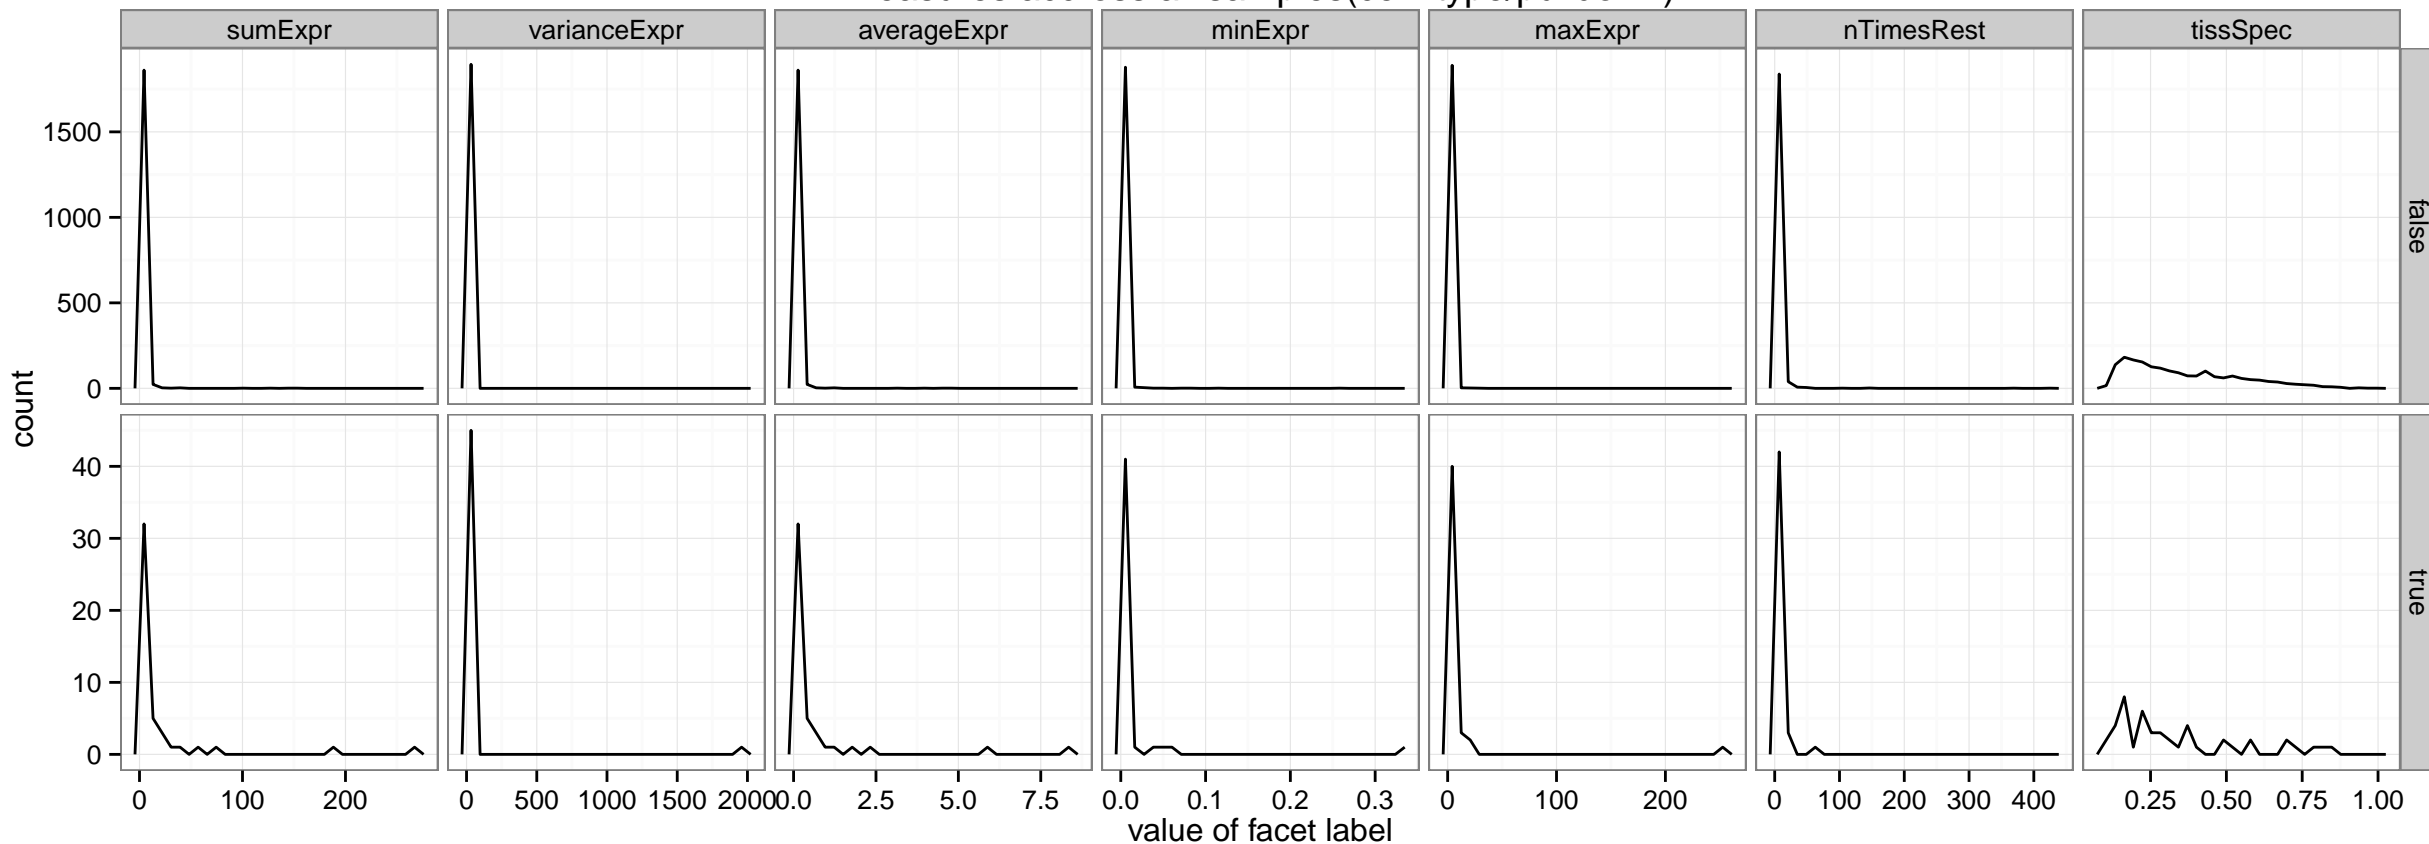 sumExpr varianceExpr averageExpr minExpr maxExpr nTimesRest tissSpec
1500
1000
500
0
false
count
40
30
20
10
0
true
0 100 200 0 500 1000 1500 2000 0.0 2.5 5.0 7.5 0.0 0.1 0.2 0.3 0 100 200 0 100 200 300 400 0.25 0.50 0.75 1.00
value of facet label